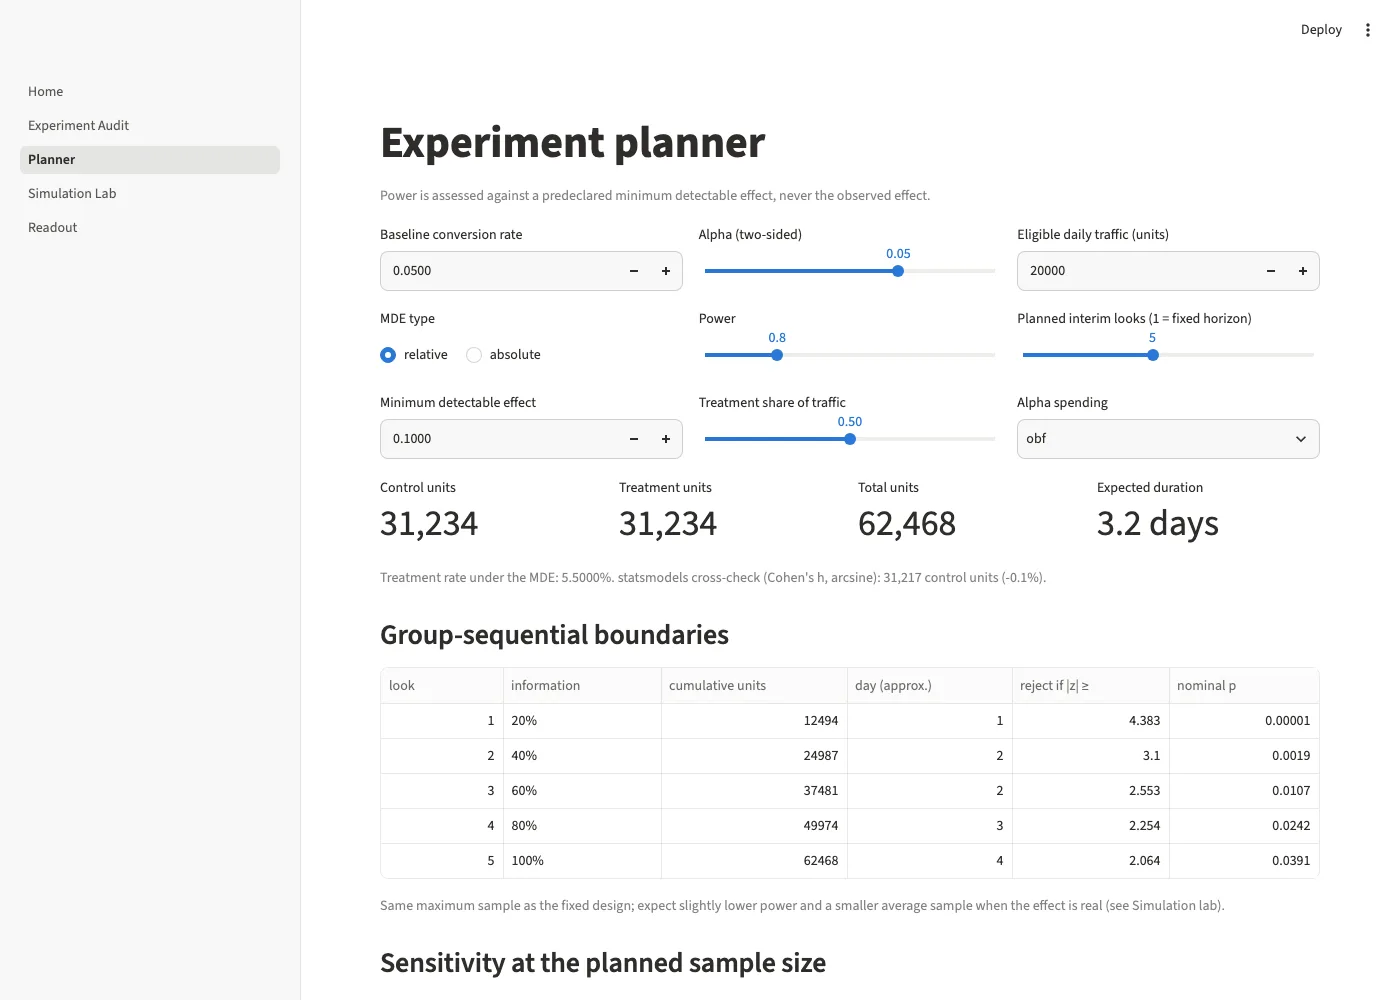 Deploy
Home
Experiment Audit
Planner
Simulation Lab
Readout
Experiment planner
Power is assessed against a predeclared minimum detectable effect, never the observed effect.
Baseline conversion rate
0.0500
Alpha (two-sided)
0.05
Eligible daily traffic (units)
20000
MDE type
relative absolute
Power
0.8
Planned interim looks (1 = fixed horizon)
5
Minimum detectable effect
0.1000
Treatment share of traffic
0.50
Alpha spending
obf
Control units
31,234
Treatment units
31,234
Total units
62,468
Expected duration
3.2 days
Treatment rate under the MDE: 5.5000%. statsmodels cross-check (Cohen's h, arcsine): 31,217 control units (-0.1%).
Group-sequential boundaries
look information cumulative units day (approx.) reject if |z| ≥ nominal p
1 20% 12494 1 4.383 0.00001
2 40% 24987 2 3.1 0.0019
3 60% 37481 2 2.553 0.0107
4 80% 49974 3 2.254 0.0242
5 100% 62468 4 2.064 0.0391
Same maximum sample as the fixed design; expect slightly lower power and a smaller average sample when the effect is real (see Simulation lab).
Sensitivity at the planned sample size